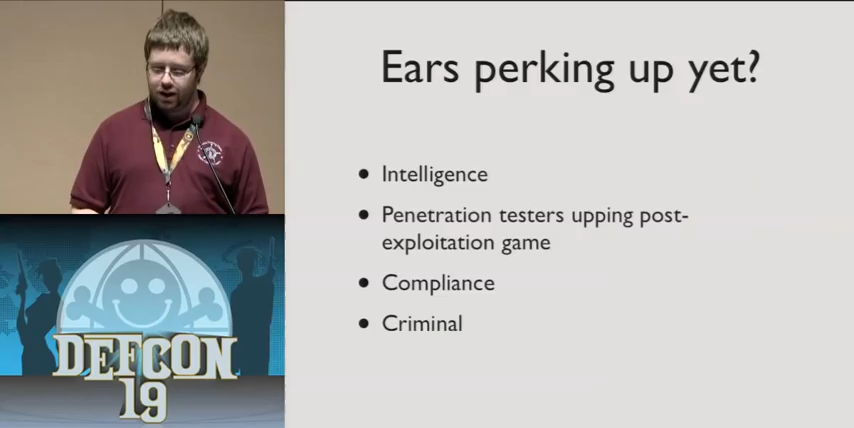 Ears perking up yet?
• Intelligence
• Penetration testers upping post-
exploitation game
• Compliance
• Criminal
DEFCON
19